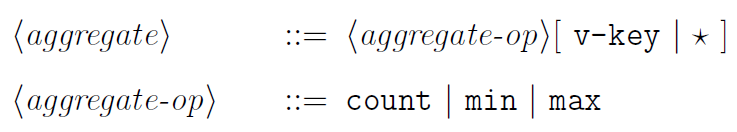 ⟨aggregate⟩ ::= ⟨aggregate-op⟩[ v-key | ⋆ ]
⟨aggregate-op⟩ ::= count | min | max